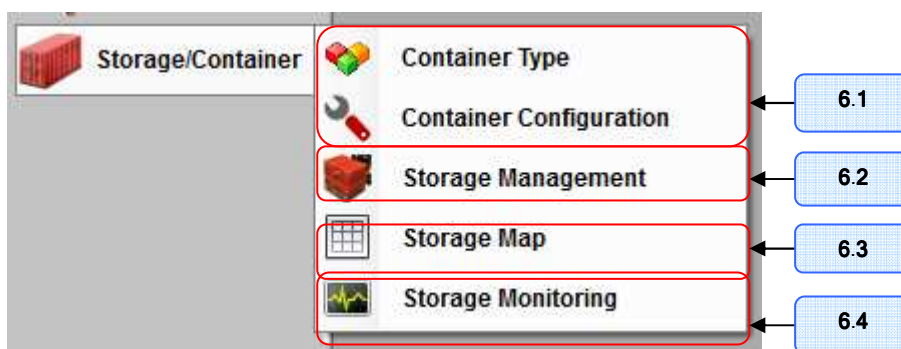 Storage/Container
Container Type
Container Configuration
6.1
Storage Management
6.2
Storage Map
6.3
Storage Monitoring
6.4